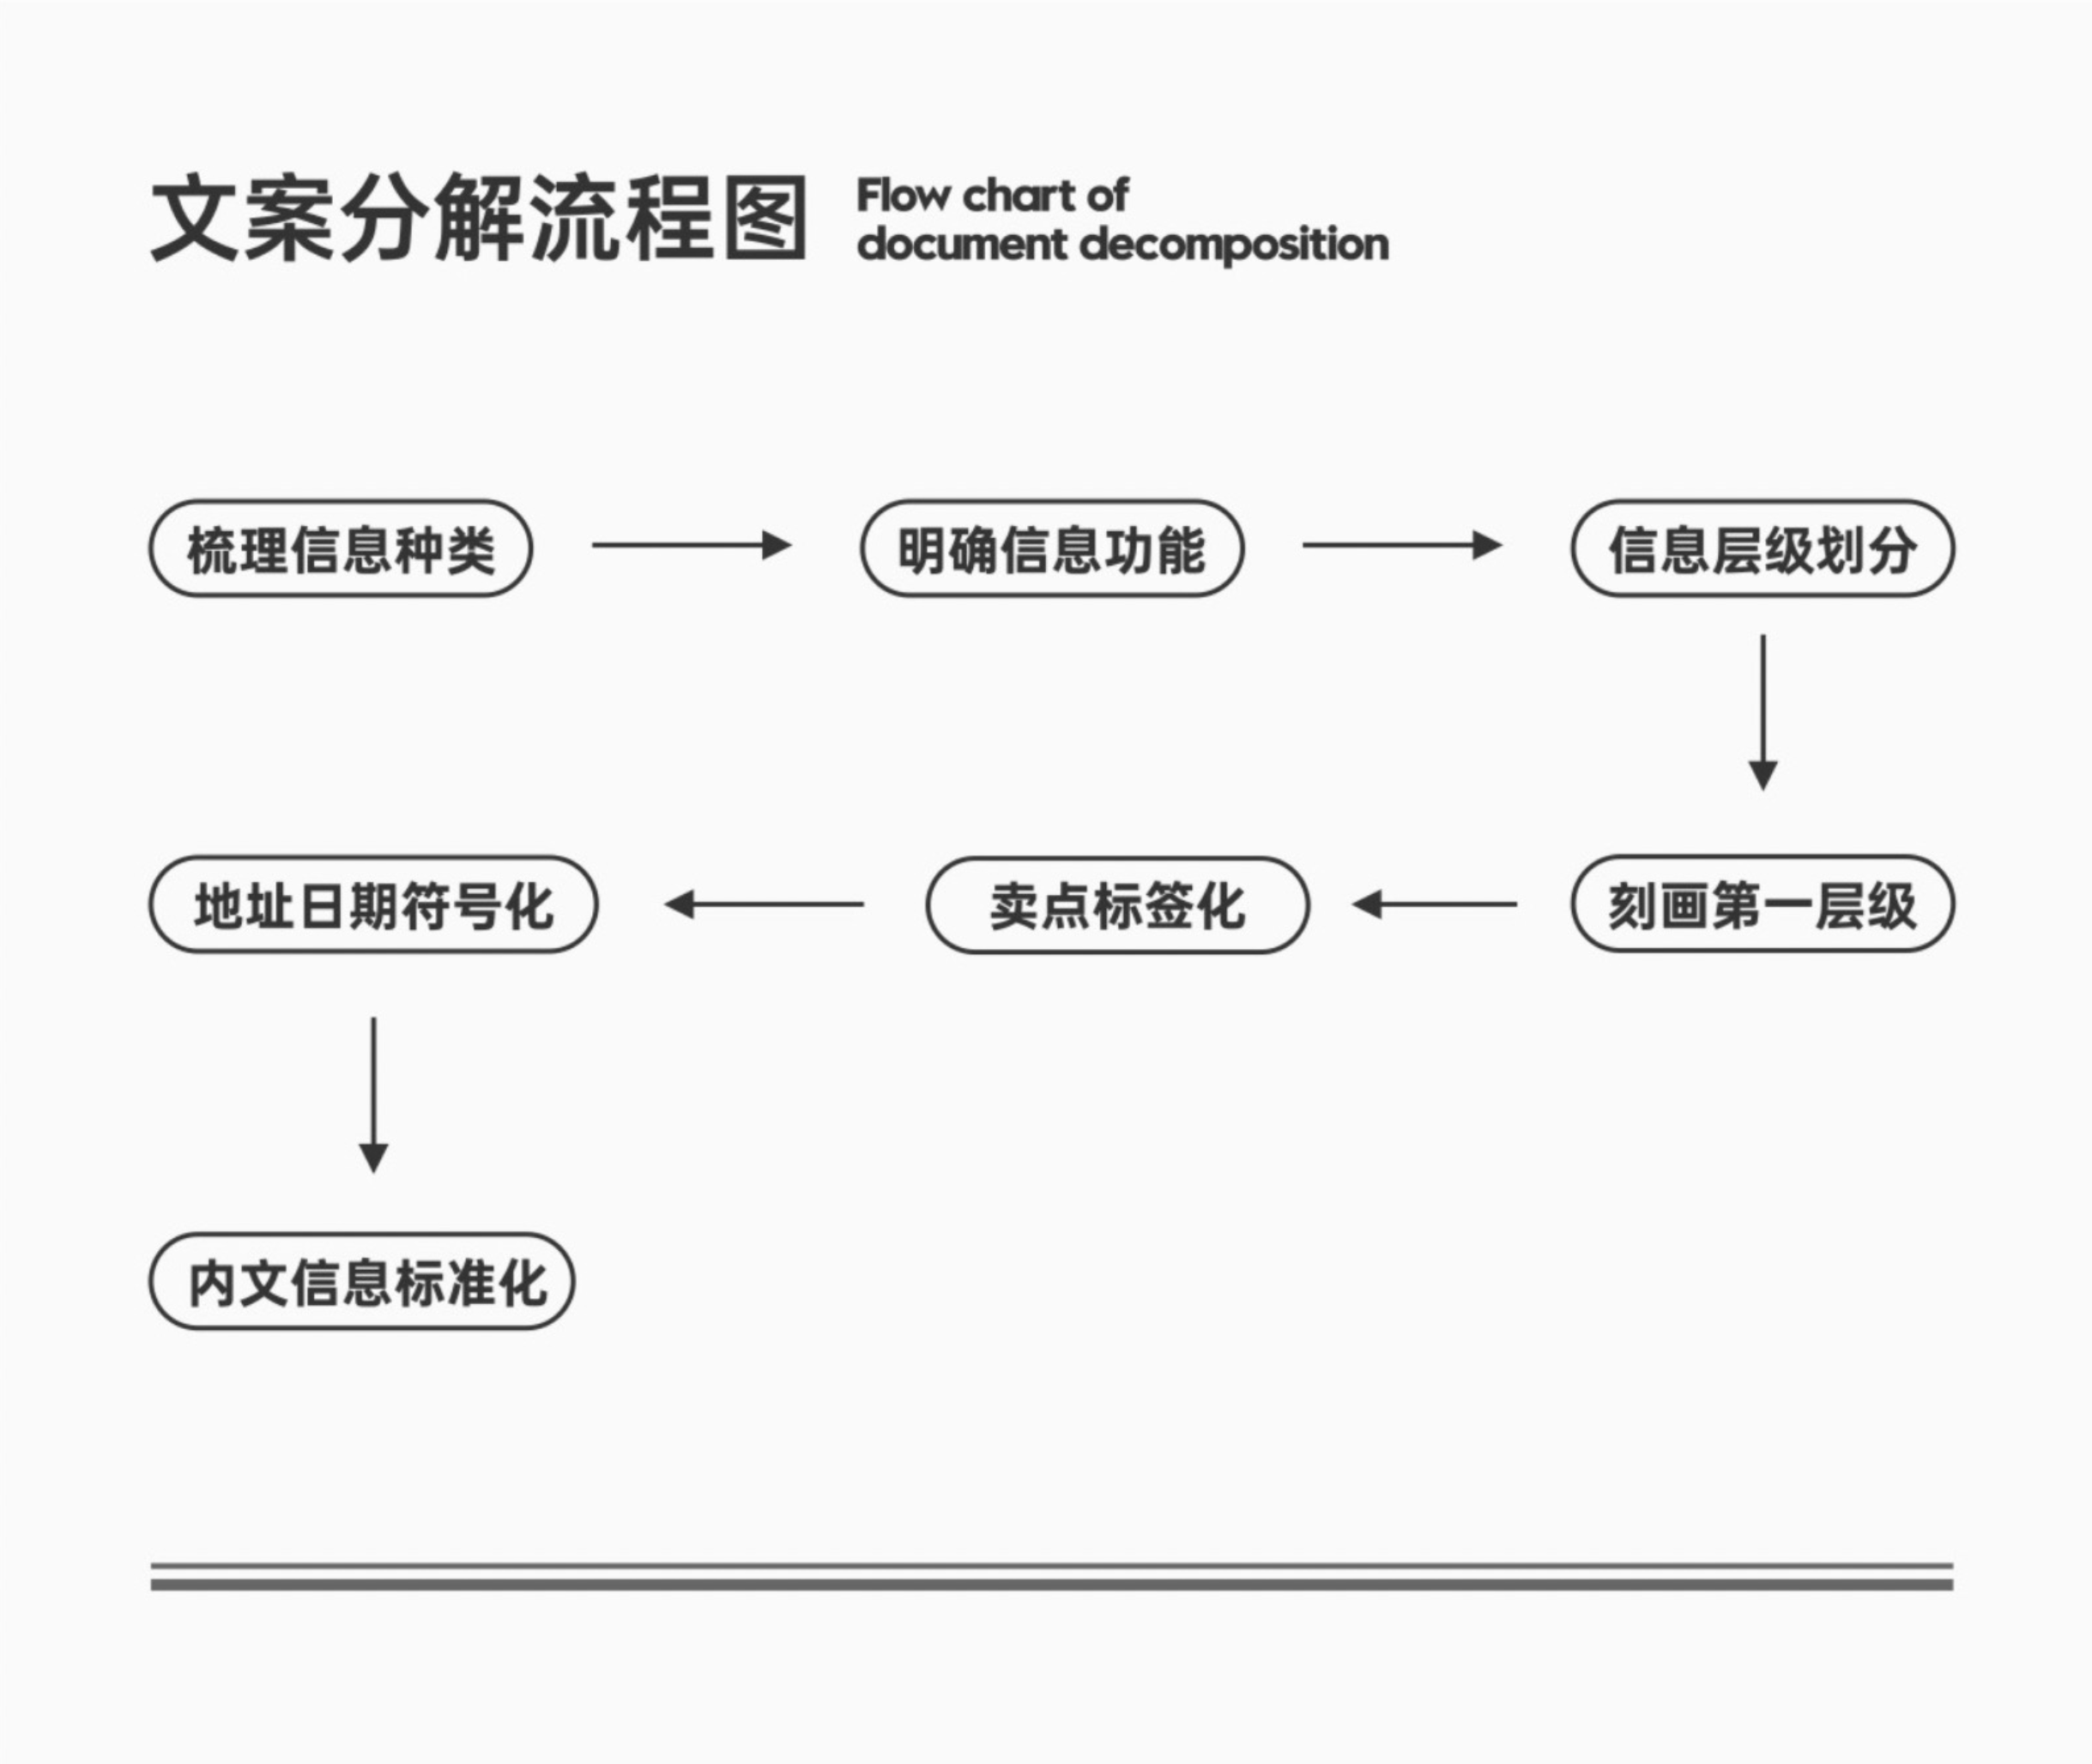 文案分解流程图
Flow chart of
document decomposition
梳理信息种类
明确信息功能
信息层级划分
刻画第一层级
卖点标签化
地址日期符号化
内文信息标准化